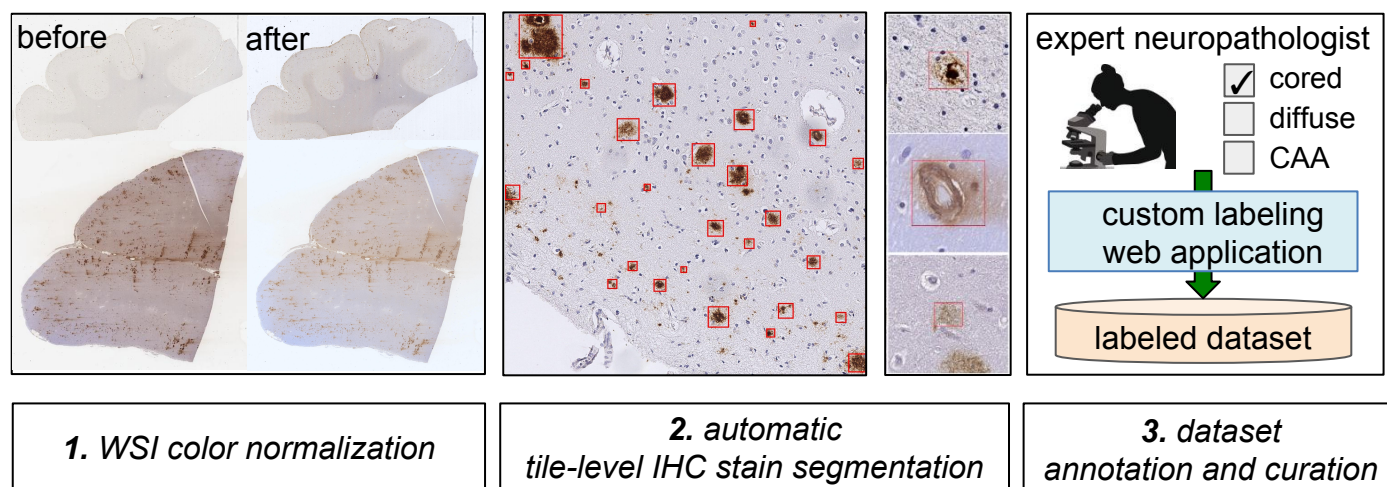 before
after
expert neuropathologist
✓ cored
diffuse
CAA
custom labeling
web application
labeled dataset
1. WSI color normalization
2. automatic
tile-level IHC stain segmentation
3. dataset
annotation and curation